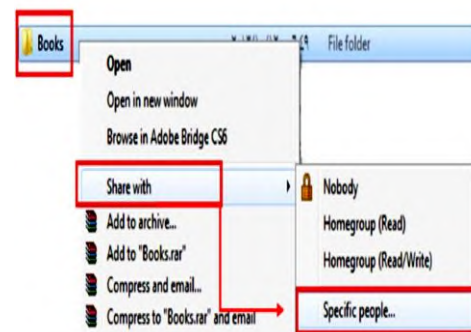 Books File folder
Open
Open in new window
Browse in Adobe Bridge CS6
Share with
Add to archive...
Add to "Books.rar"
Compress and email...
Compress to "Books.rar" and email
Nobody
Homegroup (Read)
Homegroup (Read/Write)
Specific people...